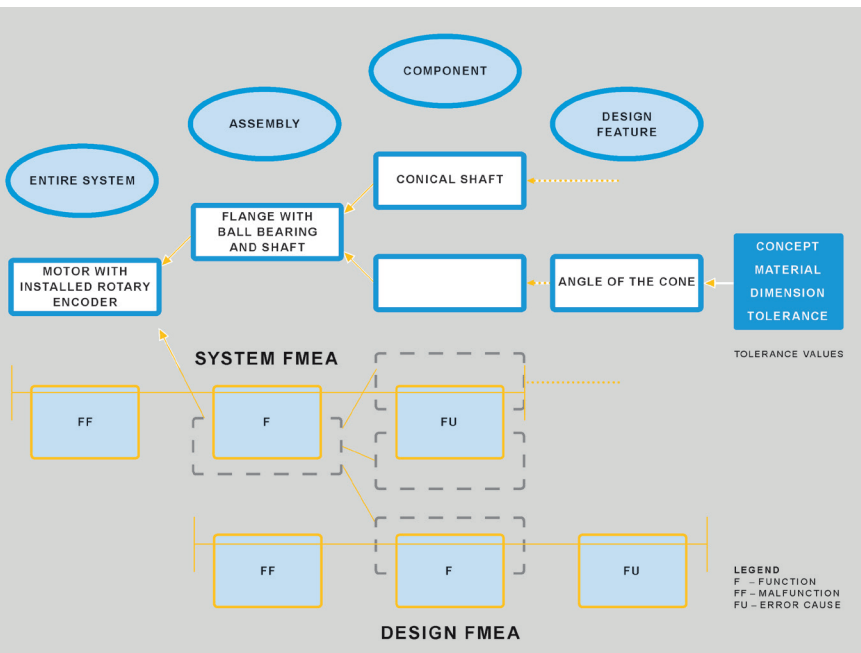 COMPONENT
ASSEMBLY
DESIGN
FEATURE
ENTIRE SYSTEM
CONICAL SHAFT
FLANGE WITH
BALL BEARING
AND SHAFT
MOTOR WITH
INSTALLED ROTARY
ENCODER
ANGLE OF THE CONE
CONCEPT
MATERIAL
DIMENSION
TOLERANCE
TOLERANCE VALUES
SYSTEM FMEA
FF
F
FU
FF
F
FU
DESIGN FMEA
LEGEND
F – FUNCTION
FF – MALFUNCTION
FU – ERROR CAUSE